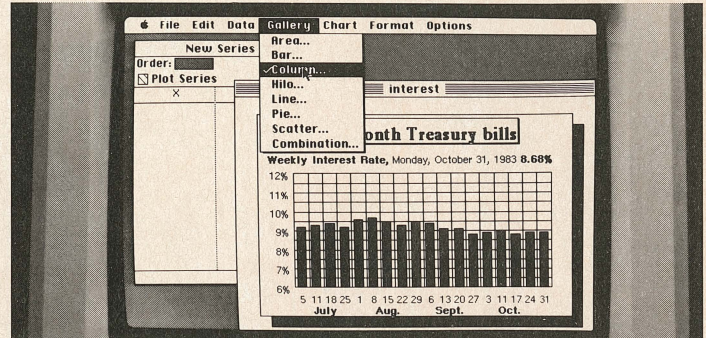 File Edit Data Gallery Chart Format Options
New Series
Order:
Plot Series
X
Area...
Bar...
✓Column...
Hilo...
Line...
Pie...
Scatter...
Combination...
interest
onth Treasury bills
Weekly Interest Rate, Monday, October 31, 1983 8.68%
12%
11%
10%
9%
8%
7%
6%
5 11 18 25 1 8 15 22 29 6 13 20 27 3 11 17 24 31
July Aug. Sept. Oct.